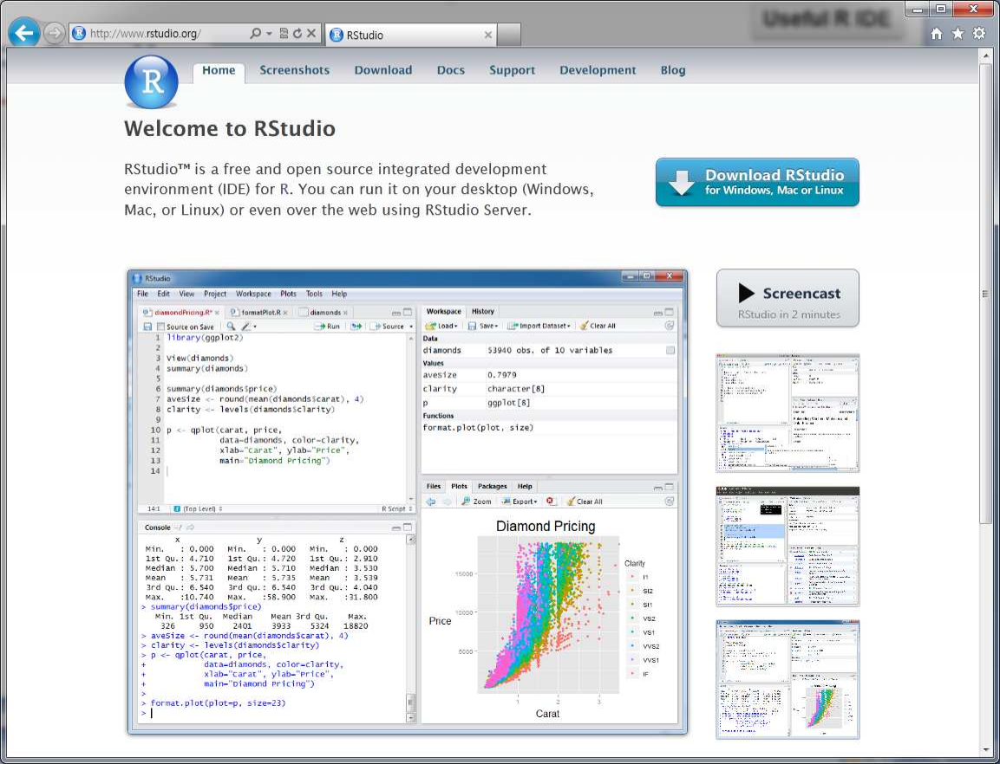 Useful R IDE
http://www.rstudio.org/
RStudio
R
Home Screenshots Download Docs Support Development Blog
Welcome to RStudio
RStudio™ is a free and open source integrated development
environment (IDE) for R. You can run it on your desktop (Windows,
Mac, or Linux) or even over the web using RStudio Server.
Download RStudio
for Windows, Mac or Linux
Screencast
RStudio in 2 minutes
RStudio
File Edit View Project Workspace Plots Tools Help
diamondPricing.R* formatPlot.R diamonds
Source on Save Run Source
1 library(ggplot2)
2
3 View(diamonds)
4 summary(diamonds)
5
6 summary(diamonds$price)
7 aveSize <- round(mean(diamonds$carat), 4)
8 clarity <- levels(diamonds$clarity)
9
10 p <- qplot(carat, price,
11 data=diamonds, color=clarity,
12 xlab="Carat", ylab="Price",
13 main="Diamond Pricing")
14
14:1 (Top Level) R Script
Console ~/
x y z
Min. : 0.000 Min. : 0.000 Min. : 0.000
1st Qu.: 4.710 1st Qu.: 4.720 1st Qu.: 2.910
Median : 5.700 Median : 5.710 Median : 3.530
Mean : 5.731 Mean : 5.735 Mean : 3.539
3rd Qu.: 6.540 3rd Qu.: 6.540 3rd Qu.: 4.040
Max. :10.740 Max. :58.900 Max. :31.800
> summary(diamonds$price)
Min. 1st Qu. Median Mean 3rd Qu. Max.
326 950 2401 3933 5324 18820
> aveSize <- round(mean(diamonds$carat), 4)
> clarity <- levels(diamonds$clarity)
> p <- qplot(carat, price,
+ data=diamonds, color=clarity,
+ xlab="Carat", ylab="Price",
+ main="Diamond Pricing")
>
> format.plot(plot=p, size=23)
>
Workspace History
Load Save Import Dataset Clear All
Data
diamonds 53940 obs. of 10 variables
Values
aveSize 0.7979
clarity character[8]
p ggplot[8]
Functions
format.plot(plot, size)
Files Plots Packages Help
Zoom Export Clear All
Diamond Pricing
Price
15000
10000
5000
1 2 3
Carat
Clarity
I1
SI2
SI1
VS2
VS1
VVS2
VVS1
IF